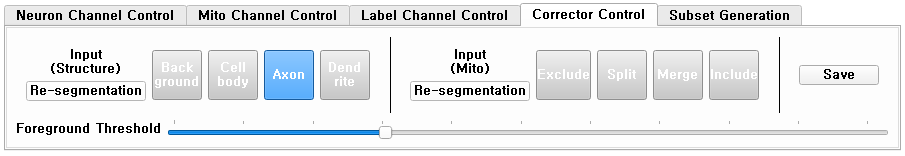 Neuron Channel Control
Mito Channel Control
Label Channel Control
Corrector Control
Subset Generation
Input
(Structure)
Re-segmentation
Back
ground
Cell
body
Axon
Dend
rite
Input
(Mito)
Re-segmentation
Exclude
Split
Merge
Include
Save
Foreground Threshold